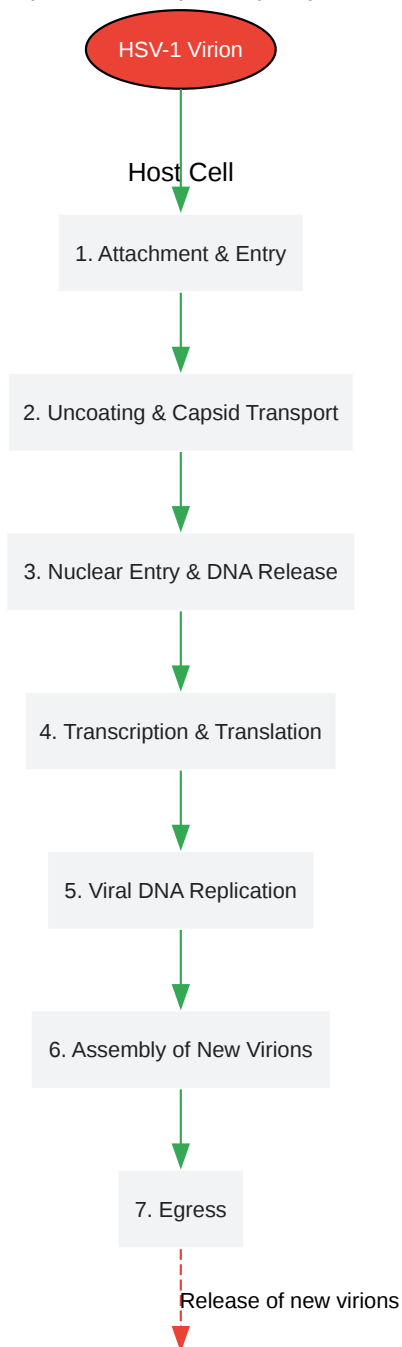 HSV-1 Virion
Host Cell
1. Attachment & Entry
2. Uncoating & Capsid Transport
3. Nuclear Entry & DNA Release
4. Transcription & Translation
5. Viral DNA Replication
6. Assembly of New Virions
7. Egress
Release of new virions